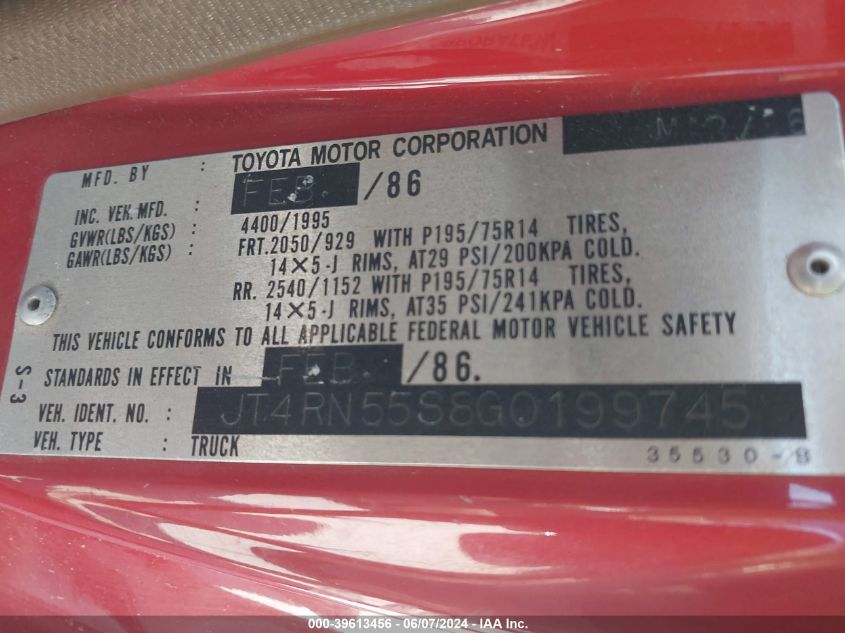 MFD. BY : TOYOTA MOTOR CORPORATION
INC. VEH. MFD. : FEB. /86
GVWR(LBS/KGS) : 4400/1995
GAWR(LBS/KGS) : FRT. 2050/929 WITH P195/75R14 TIRES,
14×5-J RIMS, AT29 PSI/200KPA COLD.
RR. 2540/1152 WITH P195/75R14 TIRES,
14×5-J RIMS, AT35 PSI/241KPA COLD.
THIS VEHICLE CONFORMS TO ALL APPLICABLE FEDERAL MOTOR VEHICLE SAFETY
STANDARDS IN EFFECT IN FEB. /86.
VEH. IDENT. NO. : JT4RN55S8G0199745
VEH. TYPE : TRUCK
35530-B
S-3
000-39613456 - 06/07/2024 - IAA Inc.